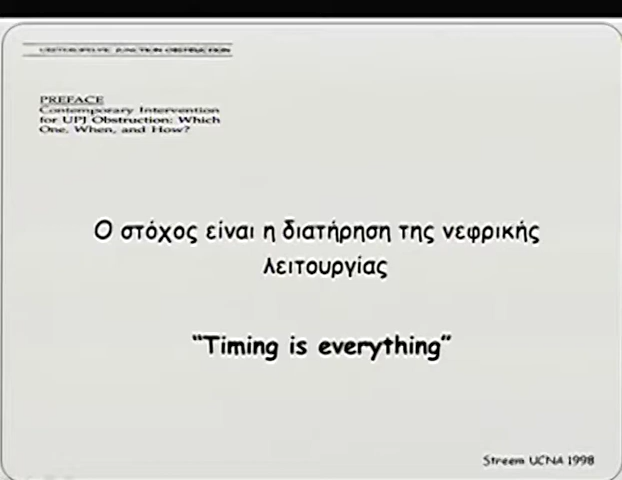 URETEROPELVIC JUNCTION OBSTRUCTION
PREFACE
Contemporary Intervention
for UPJ Obstruction: Which
One, When, and How?
Ο στόχος είναι η διατήρηση της νεφρικής
λειτουργίας
“Timing is everything”
Streem UCNA 1998